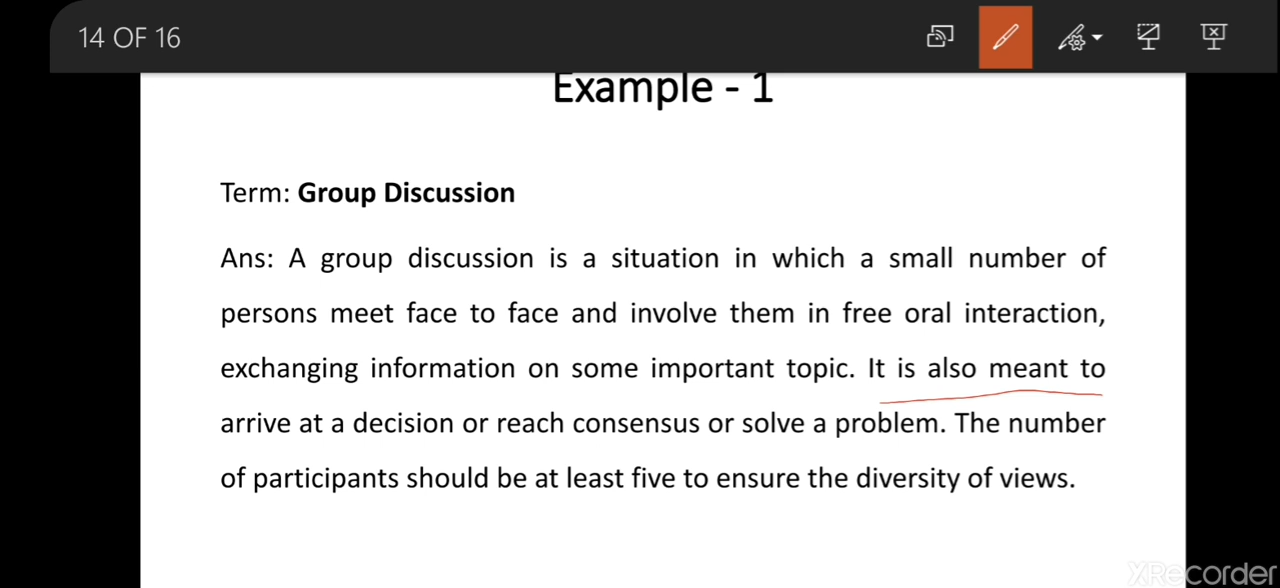 14 OF 16
Example - 1
Term: Group Discussion
Ans: A group discussion is a situation in which a small number of
persons meet face to face and involve them in free oral interaction,
exchanging information on some important topic. It is also meant to
arrive at a decision or reach consensus or solve a problem. The number
of participants should be at least five to ensure the diversity of views.
XRecorder